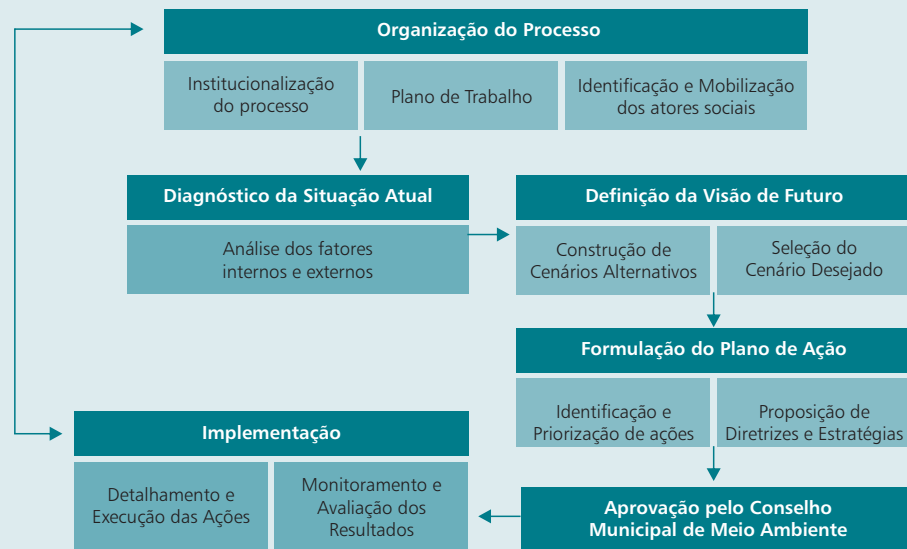 Organização do Processo
Institucionalização
do processo
Plano de Trabalho
Identificação e Mobilização
dos atores sociais
Diagnóstico da Situação Atual
Análise dos fatores
internos e externos
Definição da Visão de Futuro
Construção de
Cenários Alternativos
Seleção do
Cenário Desejado
Formulação do Plano de Ação
Identificação e
Priorização de ações
Proposição de
Diretrizes e Estratégias
Aprovação pelo Conselho
Municipal de Meio Ambiente
Implementação
Detalhamento e
Execução das Ações
Monitoramento e
Avaliação dos
Resultados